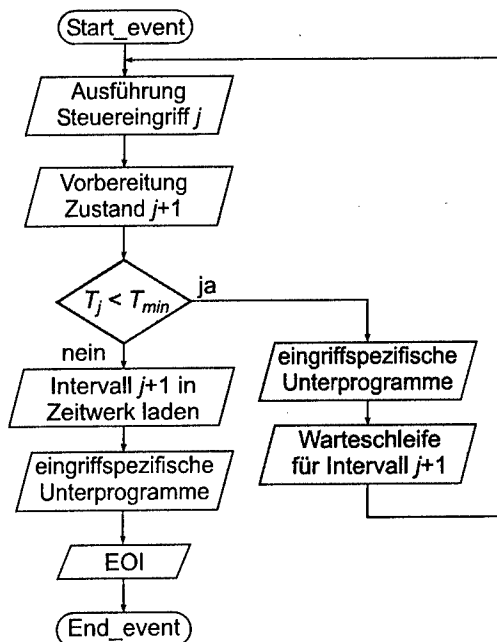 Start_event
Ausführung
Steuereingriff j
Vorbereitung
Zustand j+1
T_j < T_min
ja
nein
Intervall j+1 in
Zeitwerk laden
eingriffspezifische
Unterprogramme
EOI
End_event
eingriffspezifische
Unterprogramme
Warteschleife
für Intervall j+1